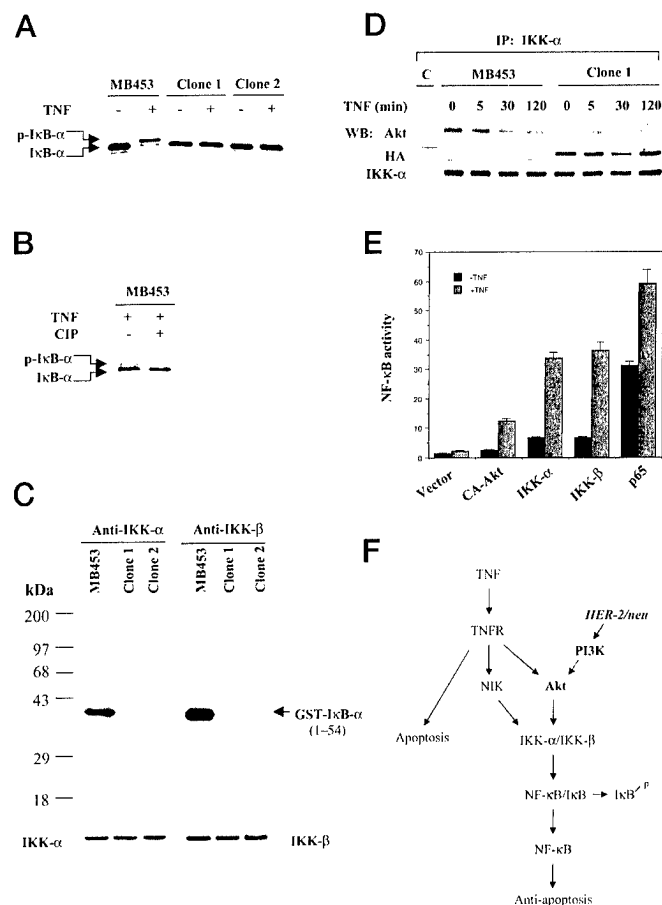 A
MB453 Clone 1 Clone 2
TNF - + - + - +
p-IκB-α
IκB-α
B
MB453
TNF + +
CIP - +
p-IκB-α
IκB-α
C
Anti-IKK-α Anti-IKK-β
MB453 Clone 1 Clone 2 MB453 Clone 1 Clone 2
kDa
200
97
68
43
29
18
GST-IκB-α
(1–54)
IKK-α IKK-β
D
IP: IKK-α
C MB453 Clone 1
TNF (min) 0 5 30 120 0 5 30 120
WB: Akt
HA
IKK-α
E
NF-κB activity
70
60
50
40
30
20
10
0
-TNF
+TNF
Vector CA-Akt IKK-α IKK-β p65
F
TNF
HER-2/neu
TNFR
PI3K
NIK Akt
Apoptosis IKK-α/IKK-β
NF-κB/IκB IκB p
NF-κB
Anti-apoptosis